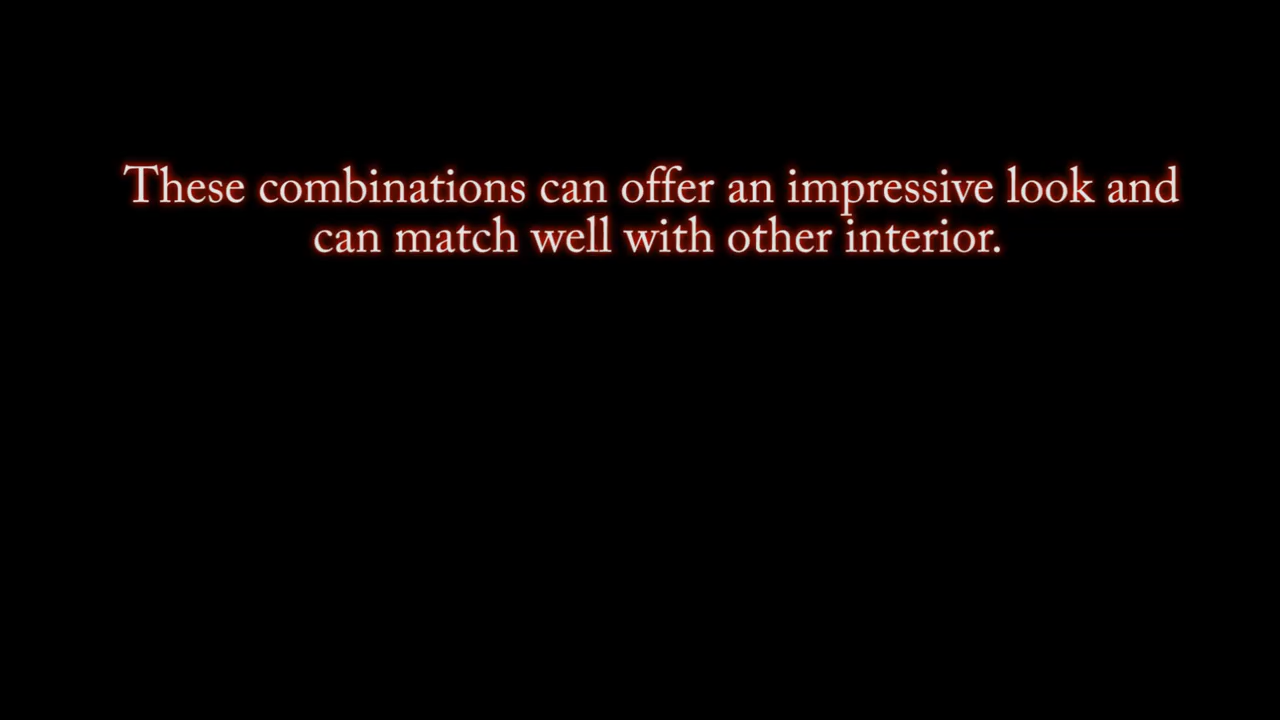 These combinations can offer an impressive look and
can match well with other interior.